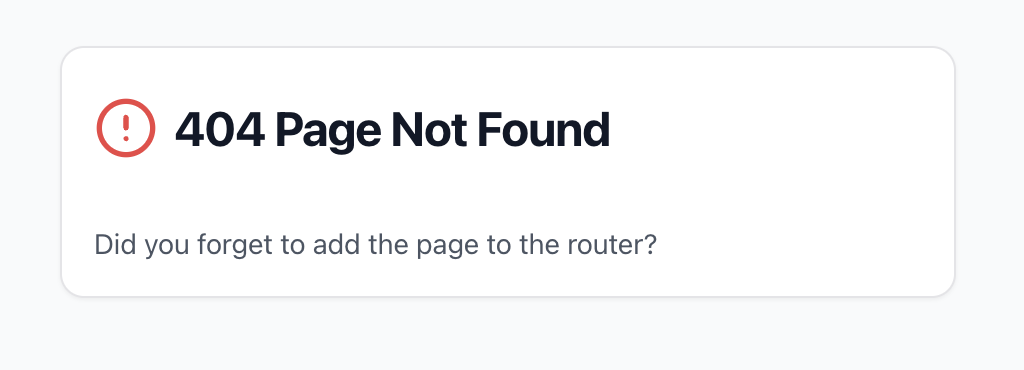 404 Page Not Found
Did you forget to add the page to the router?